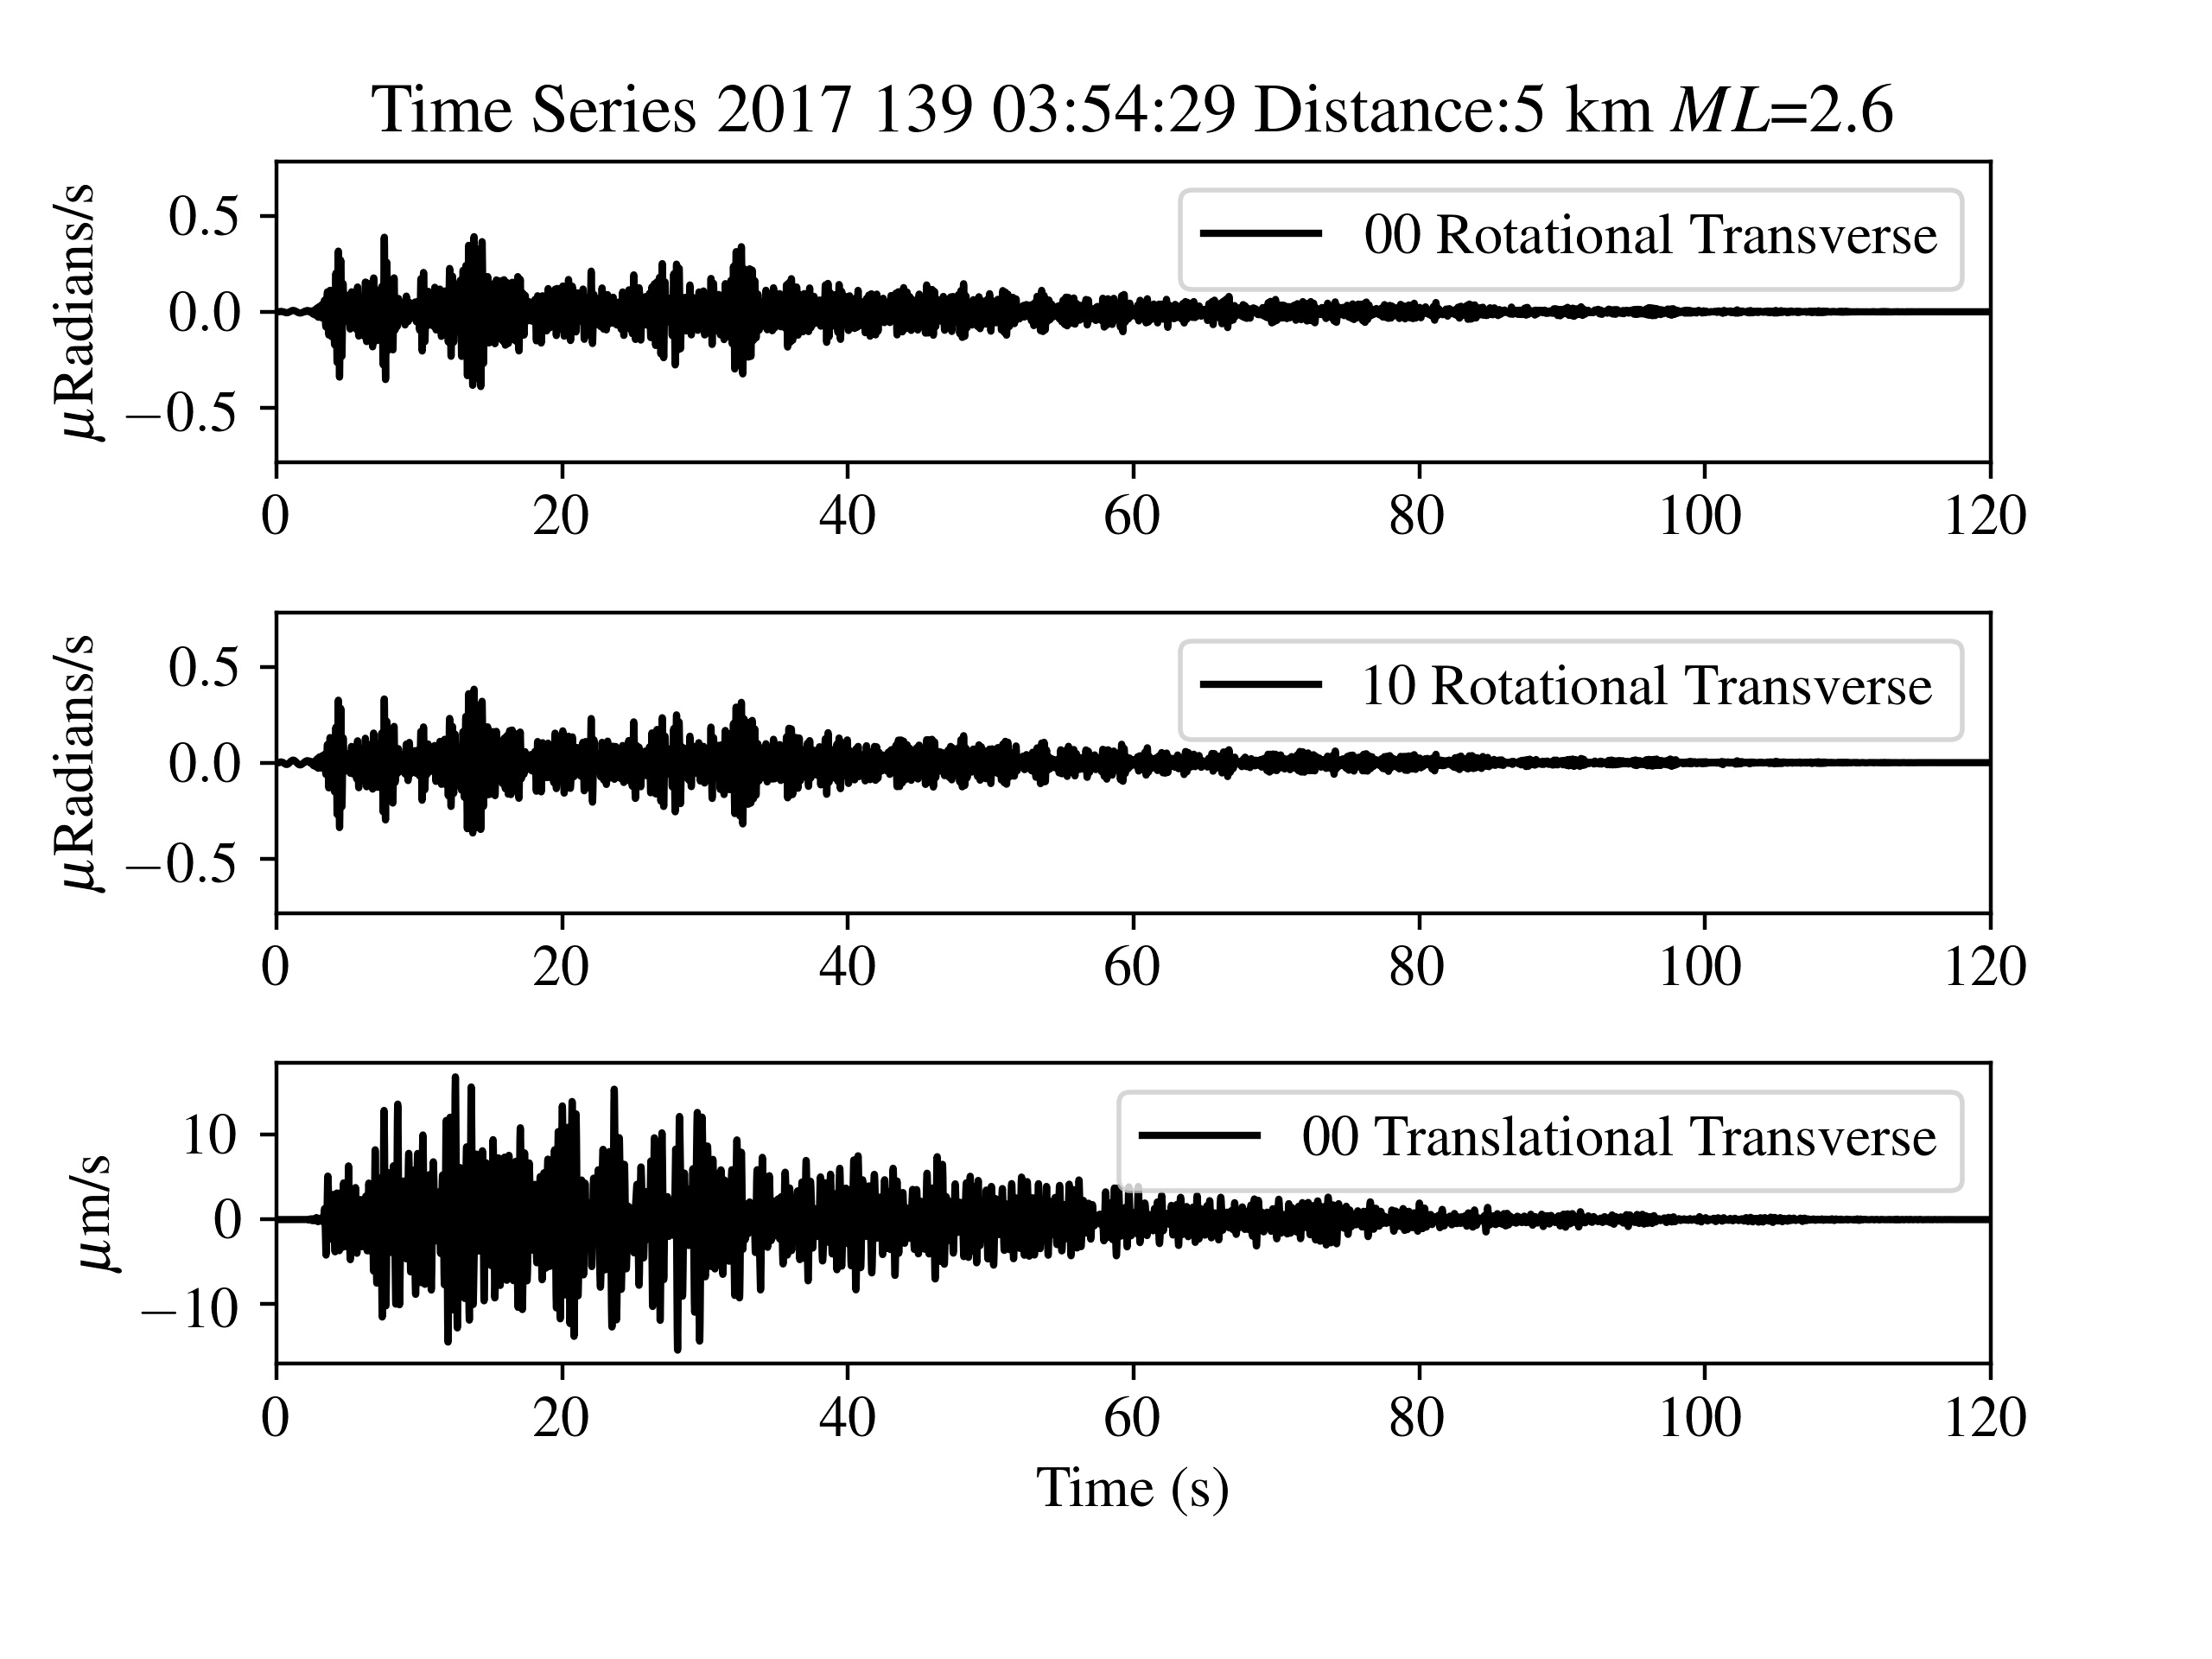 Time Series 2017 139 03:54:29 Distance:5 km ML=2.6
μRadians/s
0.5
0.0
−0.5
00 Rotational Transverse
0 20 40 60 80 100 120
μRadians/s
0.5
0.0
−0.5
10 Rotational Transverse
0 20 40 60 80 100 120
μm/s
10
0
−10
00 Translational Transverse
0 20 40 60 80 100 120
Time (s)